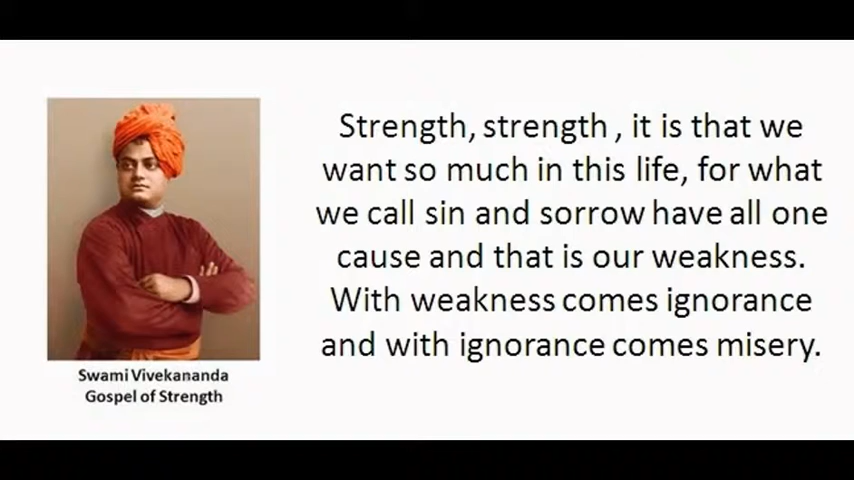 Strength, strength , it is that we
want so much in this life, for what
we call sin and sorrow have all one
cause and that is our weakness.
With weakness comes ignorance
and with ignorance comes misery.
Swami Vivekananda
Gospel of Strength